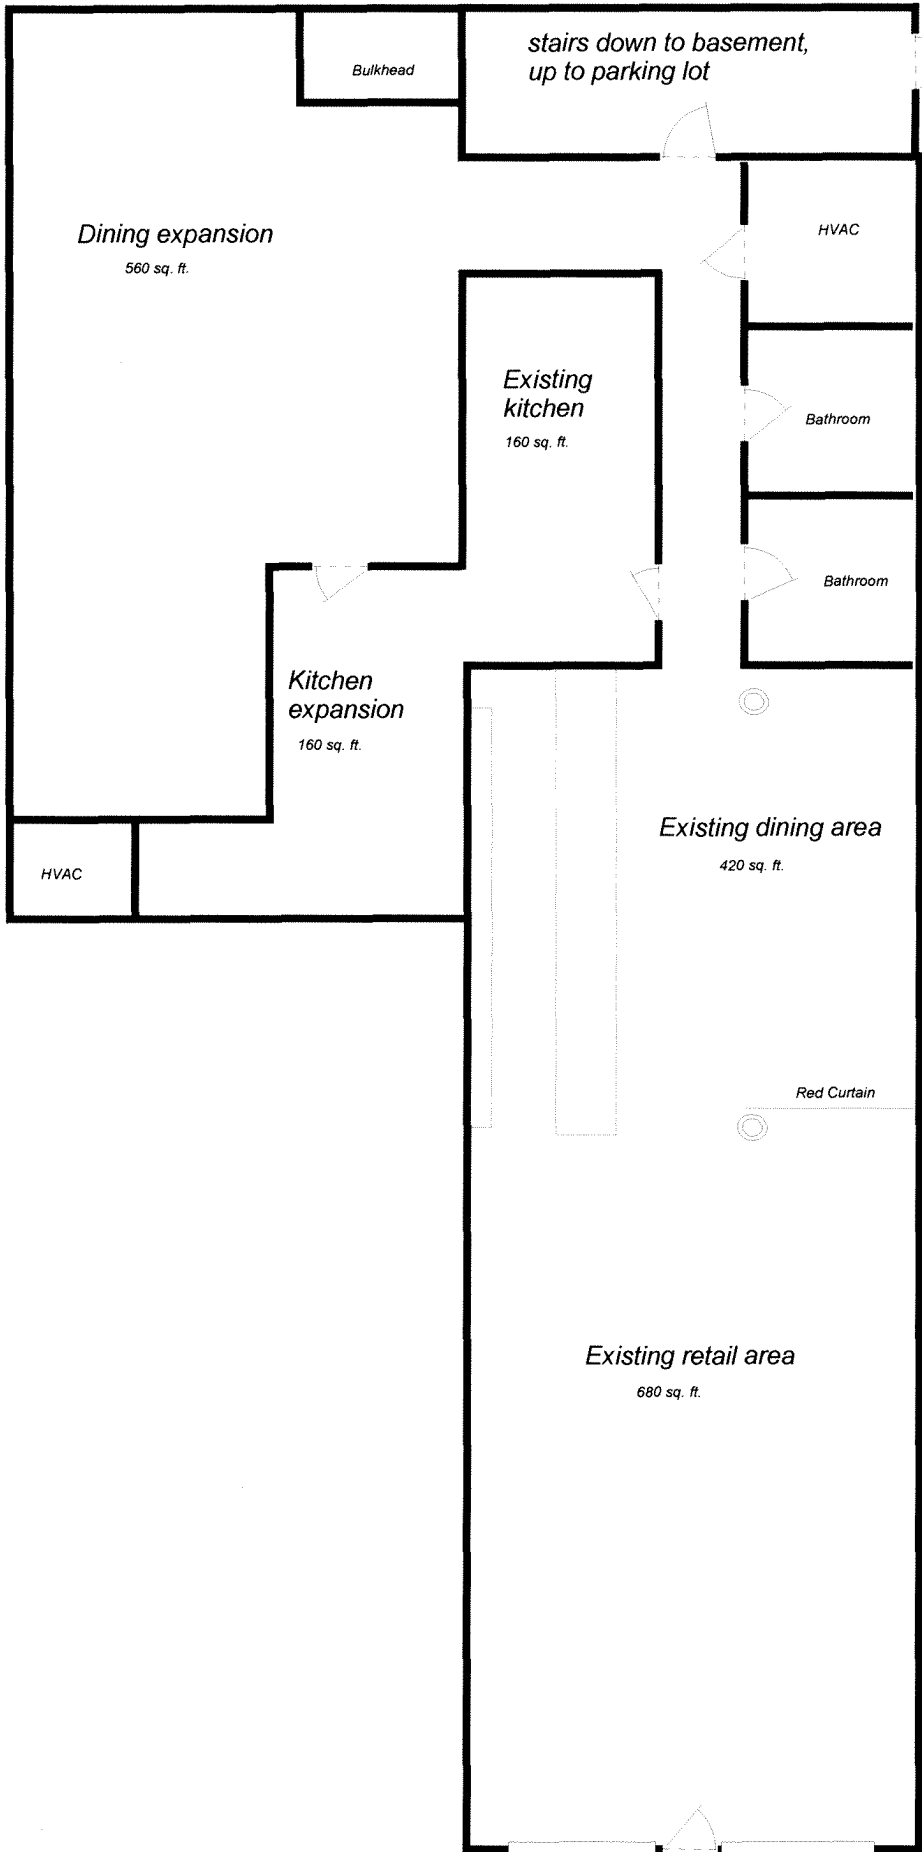 stairs down to basement,
up to parking lot
Bulkhead
Dining expansion
560 sq. ft.
HVAC
Existing
kitchen
160 sq. ft.
Bathroom
Bathroom
Kitchen
expansion
160 sq. ft.
Existing dining area
420 sq. ft.
HVAC
Red Curtain
Existing retail area
680 sq. ft.